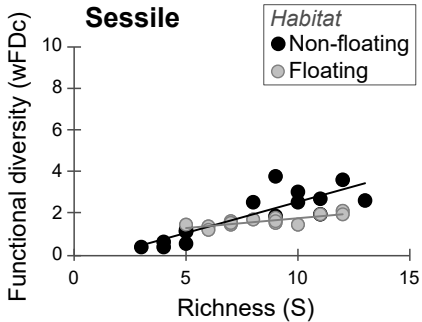 Sessile
Habitat
Non-floating
Floating
Functional diversity (wFDc)
10
8
6
4
2
0
0 5 10 15
Richness (S)